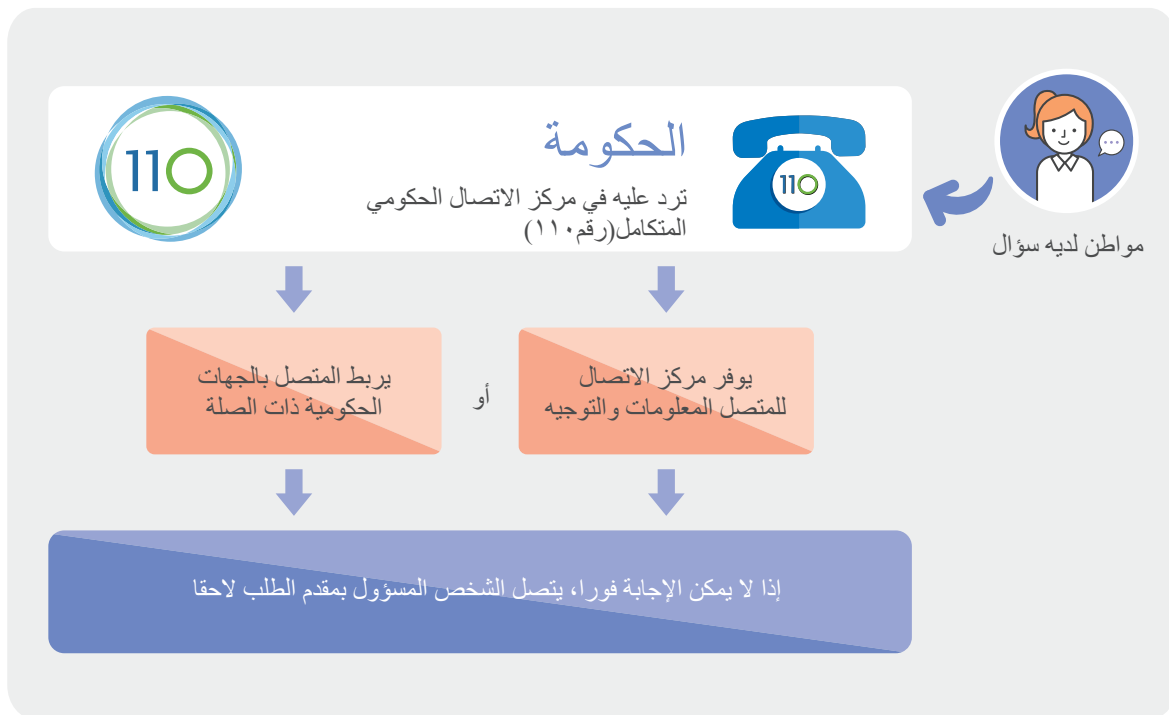 مواطن لديه سؤال
110
الحكومة
ترد عليه في مركز الاتصال الحكومي
المتكامل(رقم١١٠)
110
يوفر مركز الاتصال
للمتصل المعلومات والتوجيه
أو
يربط المتصل بالجهات
الحكومية ذات الصلة
إذا لا يمكن الإجابة فورا، يتصل الشخص المسؤول بمقدم الطلب لاحقا